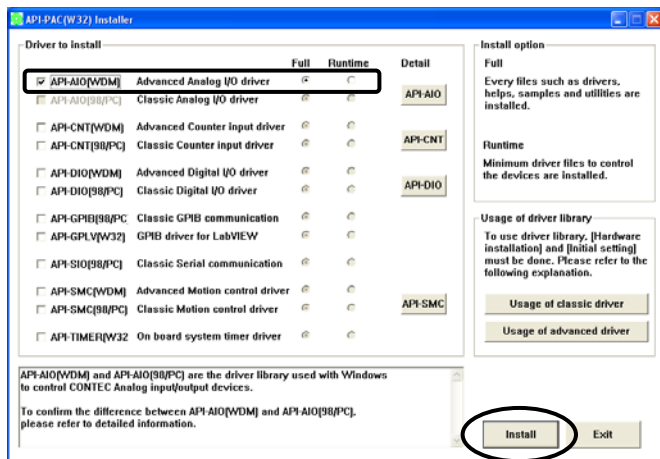 API-PAC(W32) Installer
Driver to install
Full Runtime Detail
API-AIO(WDM) Advanced Analog I/O driver
API-AIO(98/PC) Classic Analog I/O driver
API-AIO
API-CNT(WDM) Advanced Counter input driver
API-CNT(98/PC) Classic Counter input driver
API-CNT
API-DIO(WDM) Advanced Digital I/O driver
API-DIO(98/PC) Classic Digital I/O driver
API-DIO
API-GPIB(98/PC Classic GPIB communication
API-GPLV(W32) GPIB driver for LabVIEW
API-SIO(98/PC) Classic Serial communication
API-SMC(WDM) Advanced Motion control driver
API-SMC(98/PC) Classic Motion control driver
API-SMC
API-TIMER(W32 On board system timer driver
Install option
Full
Every files such as drivers,
helps, samples and utilities are
installed.
Runtime
Minimum driver files to control
the devices are installed.
Usage of driver library
To use driver library, [Hardware
installation] and [Initial setting]
must be done. Please refer to the
following explanation.
Usage of classic driver
Usage of advanced driver
API-AIO(WDM) and API-AIO(98/PC) are the driver library used with Windows
to control CONTEC Analog input/output devices.
To confirm the difference between API-AIO(WDM) and API-AIO(98/PC),
please refer to detailed information.
Install Exit